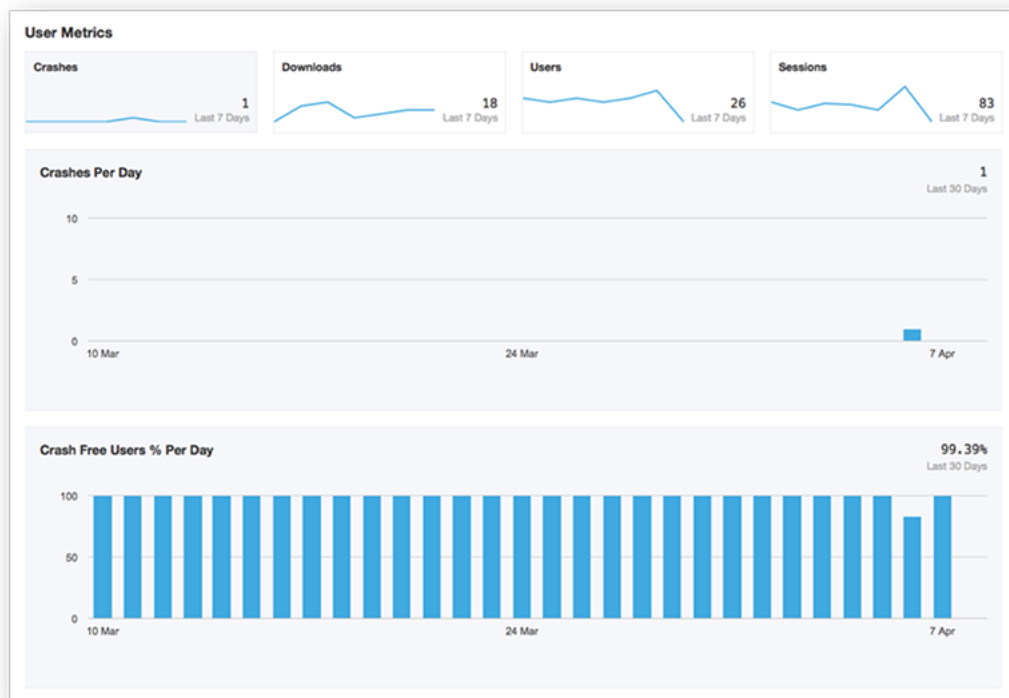 User Metrics
Crashes
1
Last 7 Days
Downloads
18
Last 7 Days
Users
26
Last 7 Days
Sessions
83
Last 7 Days
Crashes Per Day
1
Last 30 Days
10
5
0
10 Mar
24 Mar
7 Apr
Crash Free Users % Per Day
99.39%
Last 30 Days
100
50
0
10 Mar
24 Mar
7 Apr